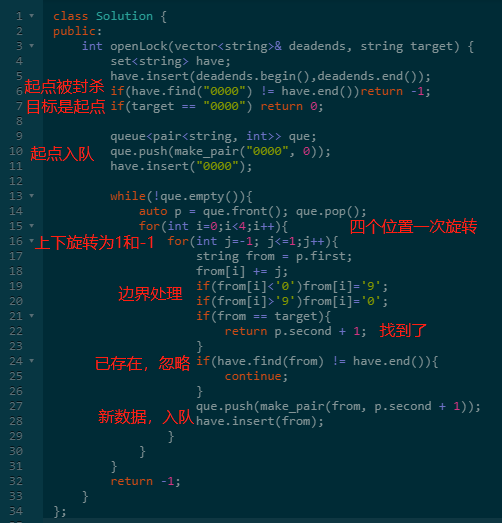 1 class Solution {
2 public:
3 int openLock(vector<string>& deadends, string target) {
4 set<string> have;
5 have.insert(deadends.begin(),deadends.end());
6 起点被封杀 if(have.find("0000") != have.end())return -1;
7 目标是起点 if(target == "0000") return 0;
8
9 queue<pair<string, int>> que;
10 起点入队 que.push(make_pair("0000", 0));
11 have.insert("0000");
12
13 while(!que.empty()){
14 auto p = que.front(); que.pop();
15 for(int i=0;i<4;i++){ 四个位置一次旋转
16 上下旋转为1和-1 for(int j=-1; j<=1;j++){
17 string from = p.first;
18 from[i] += j;
19 边界处理 if(from[i]<'0')from[i]='9';
20 if(from[i]>'9')from[i]='0';
21 if(from == target){
22 return p.second + 1; 找到了
23 }
24 已存在，忽略 if(have.find(from) != have.end()){
25 continue;
26 }
27 新数据，入队 que.push(make_pair(from, p.second + 1));
28 have.insert(from);
29 }
30 }
31 }
32 return -1;
33 }
34 };